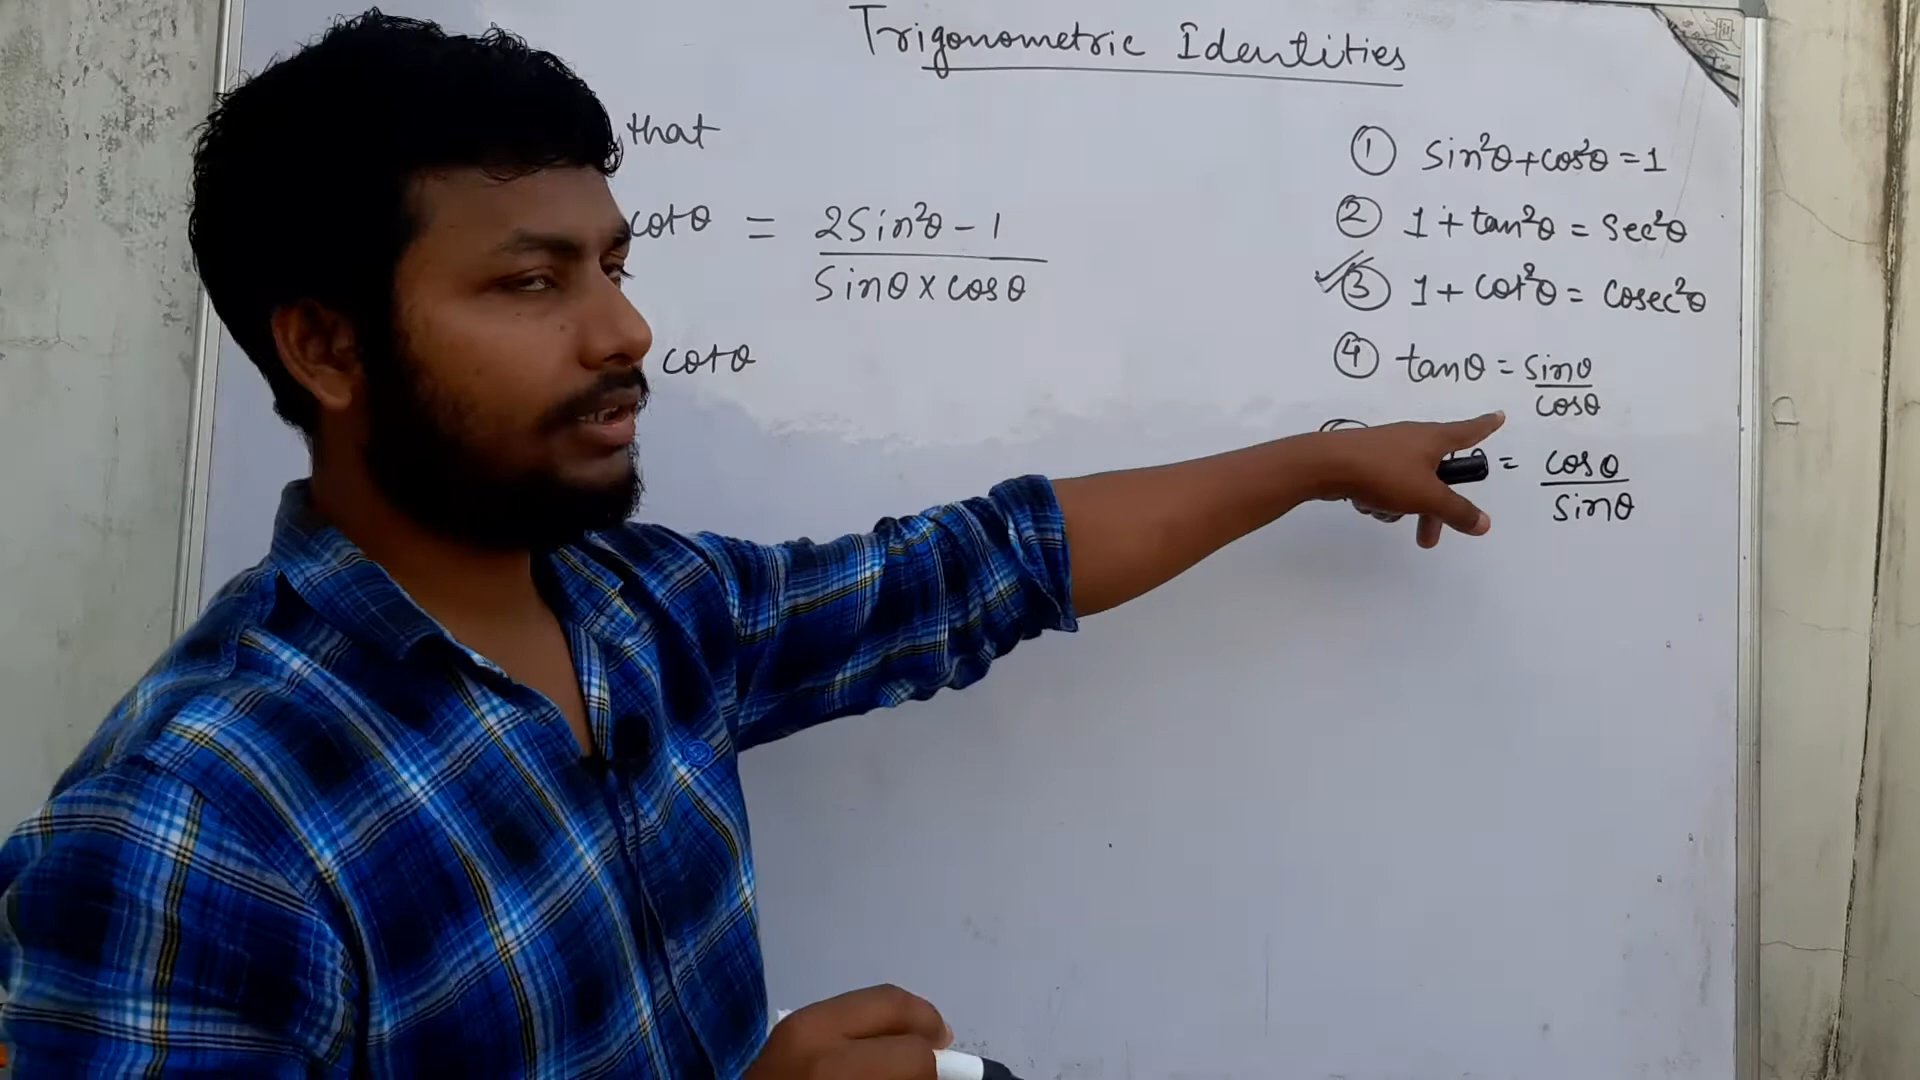 Trigonometric Identities
that
cotθ = 2Sin²θ - 1
Sinθ x cosθ
cotθ
① Sin²θ + cos²θ = 1
② 1 + tan²θ = Sec²θ
✓③ 1 + cot²θ = cosec²θ
④ tanθ = sinθ
cosθ
θ = cosθ
sinθ